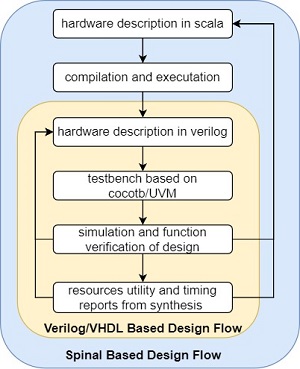 hardware description in scala
compilation and executation
hardware description in verilog
testbench based on
cocotb/UVM
simulation and function
verification of design
resources utility and timing
reports from synthesis
Verilog/VHDL Based Design Flow
Spinal Based Design Flow